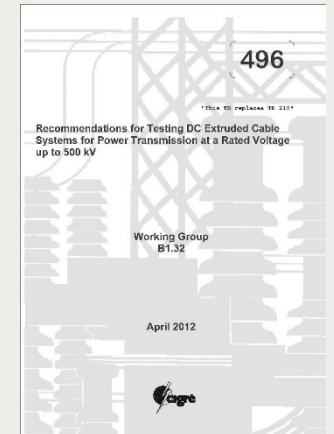 496
"This TB replaces TB 219"
Recommendations for Testing DC Extruded Cable
Systems for Power Transmission at a Rated Voltage
up to 500 kV
Working Group
B1.32
April 2012
cigré